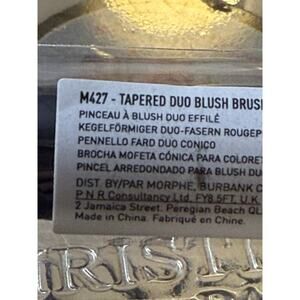 M427 - TAPERED DUO BLUSH BRUSH
PINCEAU À BLUSH DUO EFFILÉ
KEGELFÖRMIGER DUO-FASERN ROUGEP
PENNELLO FARD DUO CONICO
BROCHA MOFETA CÓNICA PARA COLORET
PINCEL ARREDONDADO PARA BLUSH DU
DIST. BY/PAR MORPHE, BURBANK C
P N R Consultancy Ltd, FY8 5FT, U.K.
2 Jamaica Street, Peregian Beach QL
Made in China. Fabriqué en Chine.